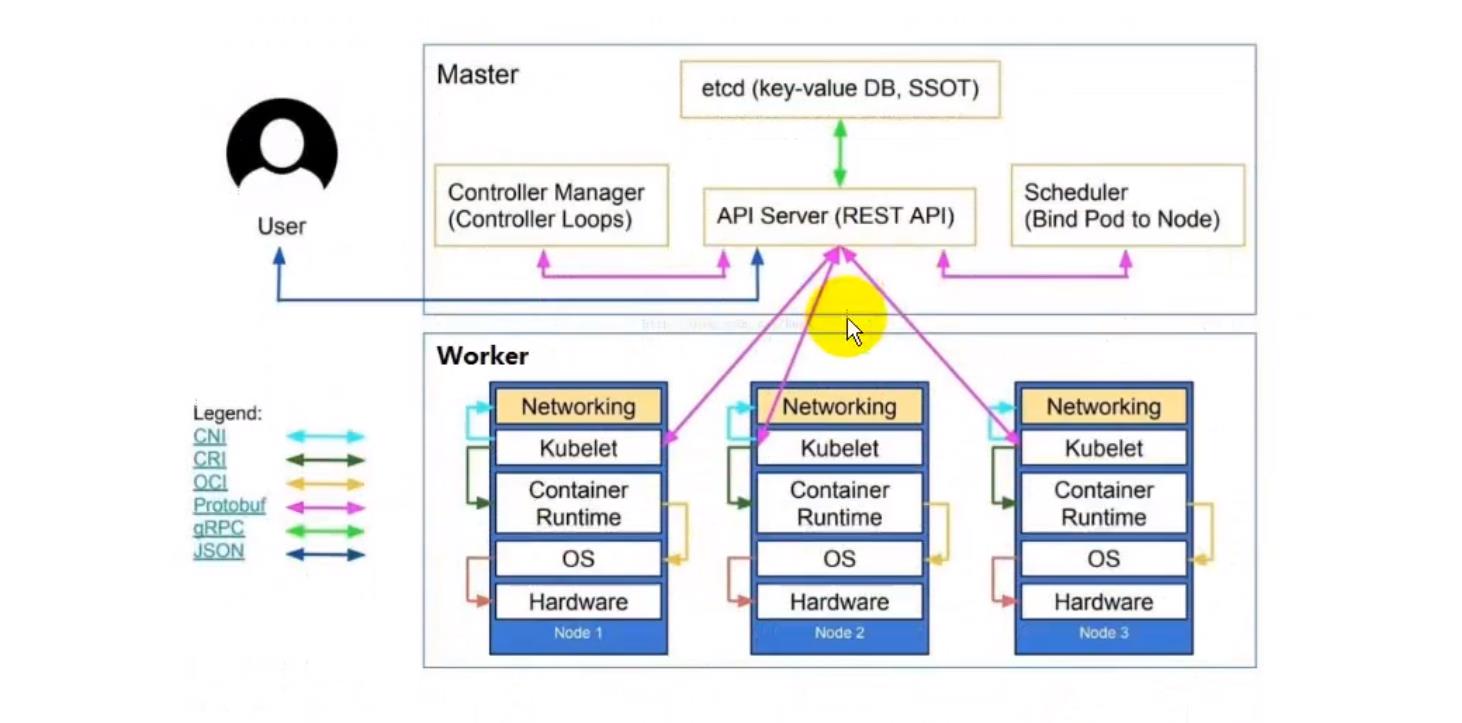 Master
etcd (key-value DB, SSOT)
Controller Manager
(Controller Loops)
API Server (REST API)
Scheduler
(Bind Pod to Node)
User
Worker
Legend:
CNI
CRI
OCI
Protobuf
gRPC
JSON
Networking
Kubelet
Container
Runtime
OS
Hardware
Node 1
Networking
Kubelet
Container
Runtime
OS
Hardware
Node 2
Networking
Kubelet
Container
Runtime
OS
Hardware
Node 3